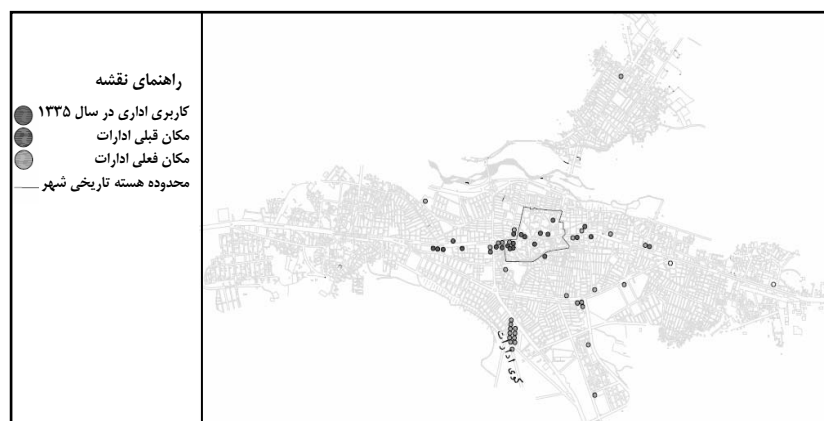 راهنمای نقشه
کاربری اداری در سال ۱۳۳۵
مکان قبلی ادارات
مکان فعلی ادارات
محدوده هسته تاریخی شهر
کوی ادارات